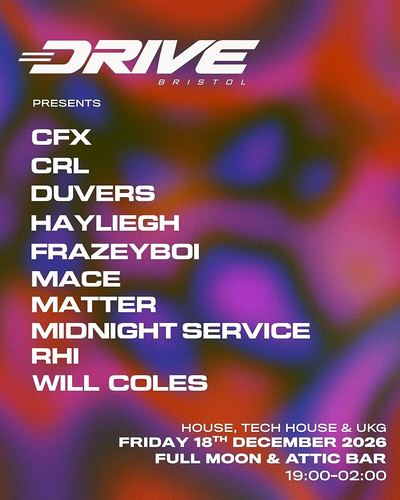 DRIVE
BRISTOL
PRESENTS
CFX
CRL
DUVERS
HAYLIEGH
FRAZEYBOI
MACE
MATTER
MIDNIGHT SERVICE
RHI
WILL COLES
HOUSE, TECH HOUSE & UKG
FRIDAY 18TH DECEMBER 2026
FULL MOON & ATTIC BAR
19:00-02:00